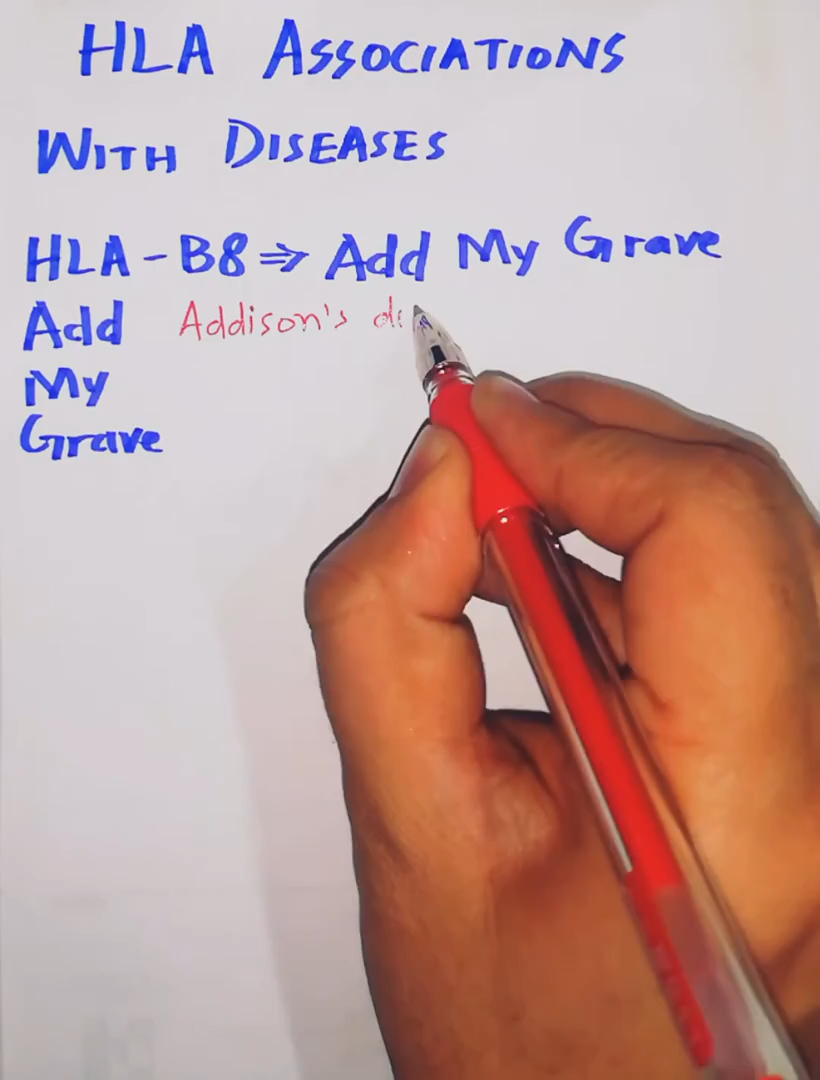 HLA ASSOCIATIONS
WITH DISEASES
HLA-B8 ⇒ Add My Grave
Add Addison's
My
Grave